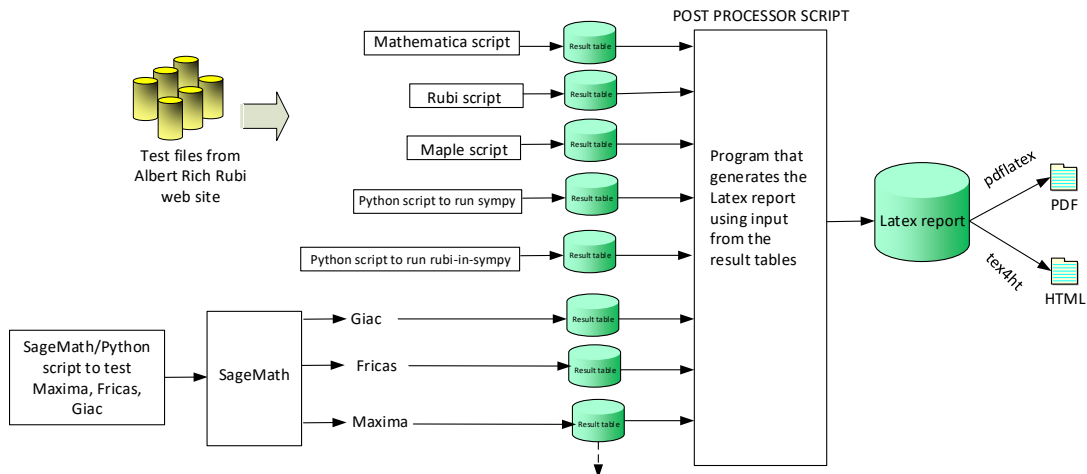 POST PROCESSOR SCRIPT
Mathematica script
Result table
Rubi script
Result table
Maple script
Result table
Test files from
Albert Rich Rubi
web site
Python script to run sympy
Result table
Python script to run rubi-in-sympy
Result table
Program that
generates the
Latex report
using input
from the
result tables
Latex report
pdflatex
PDF
tex4ht
HTML
SageMath/Python
script to test
Maxima, Fricas,
Giac
SageMath
Giac
Result table
Fricas
Result table
Maxima
Result table